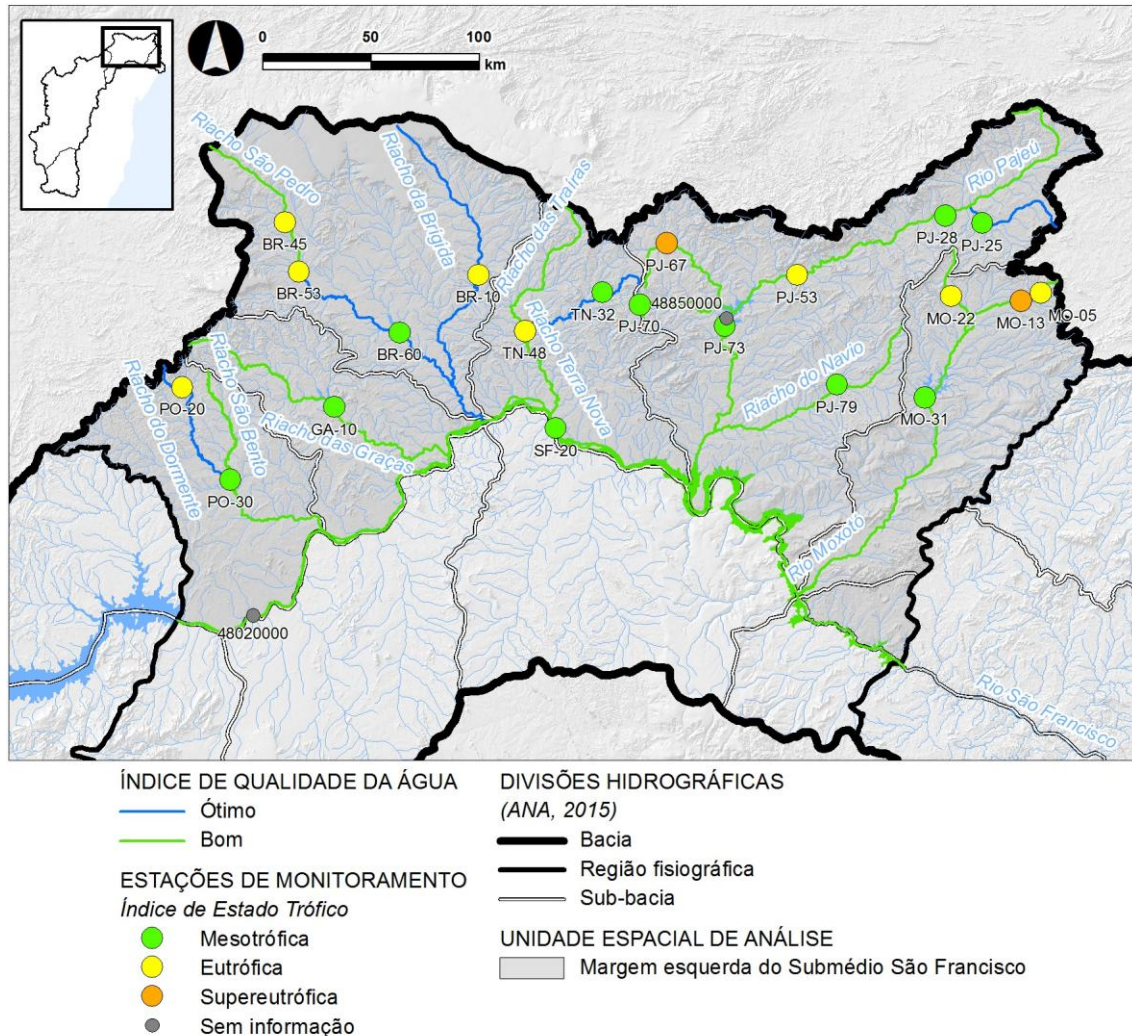 0 50 100
km
Riacho São Pedro
Riacho da Brígida
Riacho das Traíras
Rio Pajeú
BR-45
BR-53
BR-10
BR-60
PJ-67
PJ-28
PJ-25
PJ-53
TN-32
48850000
PJ-70
PJ-73
TN-48
MO-22
MO-13
MO-05
Riacho Terra Nova
Riacho do Navio
PJ-79
MO-31
Riacho do Dormente
PO-20
Riacho São Bento
GA-10
Riacho das Graças
SF-20
PO-30
Rio Moxotó
48020000
Rio São Francisco
ÍNDICE DE QUALIDADE DA ÁGUA
Ótimo
Bom
ESTAÇÕES DE MONITORAMENTO
Índice de Estado Trófico
Mesotrófica
Eutrófica
Supereutrófica
Sem informação
DIVISÕES HIDROGRÁFICAS
(ANA, 2015)
Bacia
Região fisiográfica
Sub-bacia
UNIDADE ESPACIAL DE ANÁLISE
Margem esquerda do Submédio São Francisco